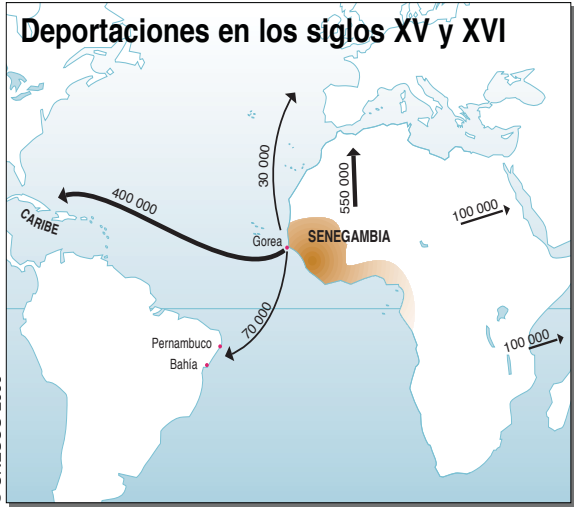 Deportaciones en los siglos XV y XVI
30 000
550 000
400 000
100 000
CARIBE
Gorea
SENEGAMBIA
70 000
Pernambuco
100 000
Bahía